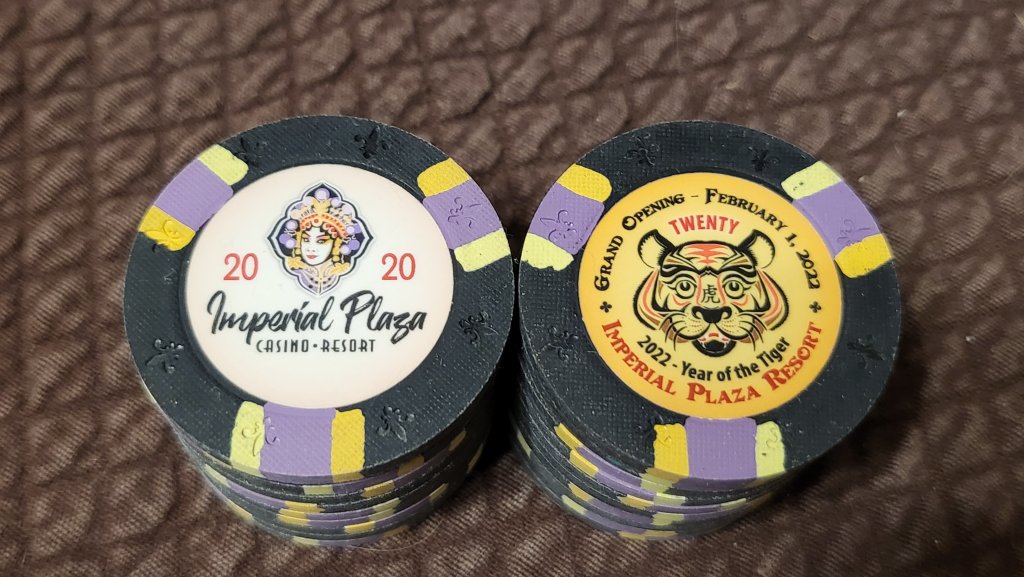 20 20
Imperial Plaza
CASINO • RESORT
GRAND OPENING - FEBRUARY 1, 2022
TWENTY
虎
2022 - Year of the Tiger
IMPERIAL PLAZA RESORT